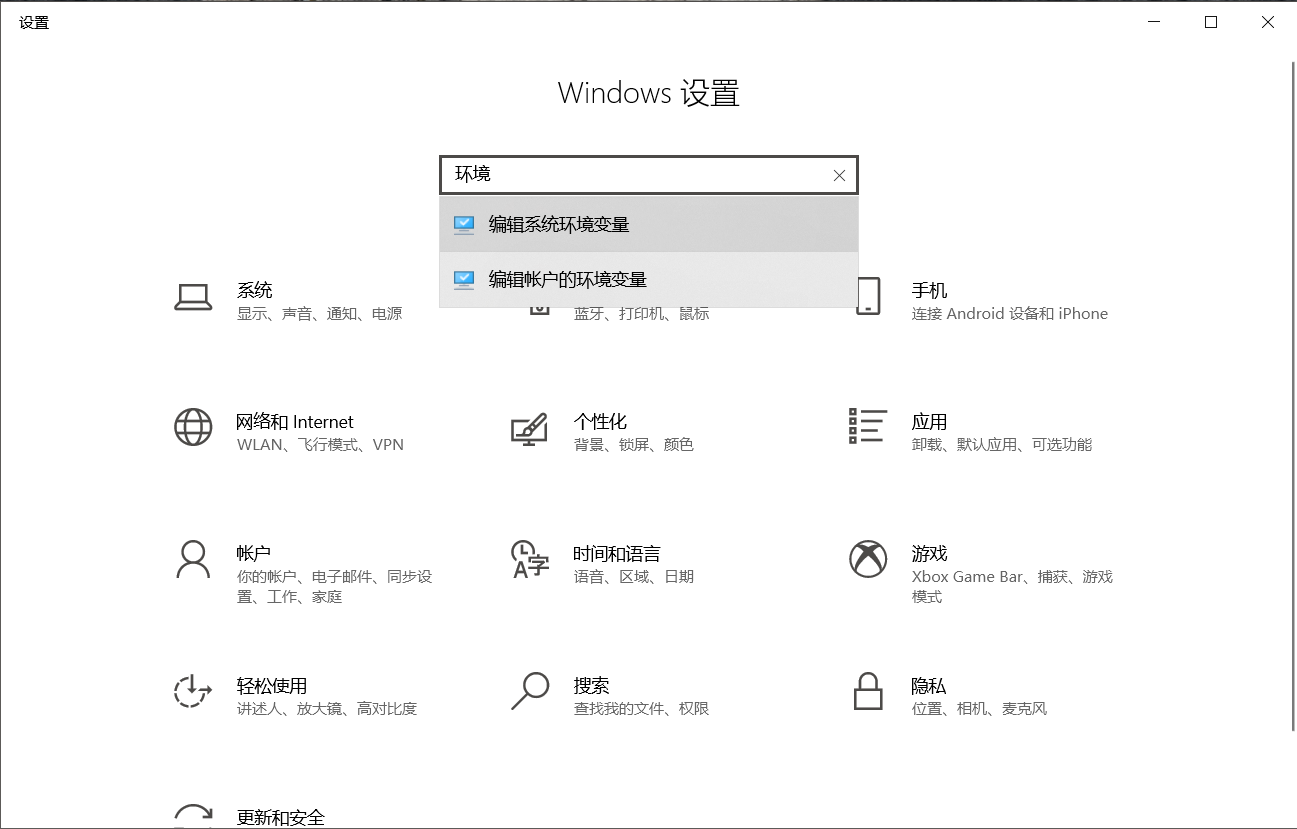 设置
Windows 设置
环境
编辑系统环境变量
编辑帐户的环境变量
系统
显示、声音、通知、电源
蓝牙、打印机、鼠标
手机
连接 Android 设备和 iPhone
网络和 Internet
WLAN、飞行模式、VPN
个性化
背景、锁屏、颜色
应用
卸载、默认应用、可选功能
帐户
你的帐户、电子邮件、同步设
置、工作、家庭
时间和语言
语音、区域、日期
游戏
Xbox Game Bar、捕获、游戏
模式
轻松使用
讲述人、放大镜、高对比度
搜索
查找我的文件、权限
隐私
位置、相机、麦克风
更新和安全